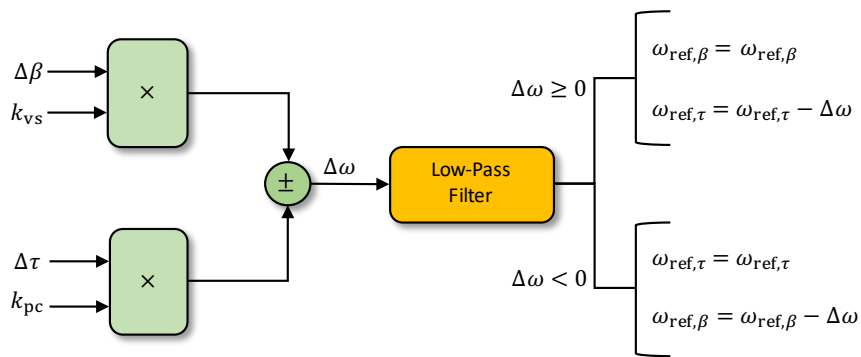 Δβ
k_vs
×
Δτ
k_pc
×
±
Δω
Low-Pass
Filter
Δω ≥ 0
ω_ref,β = ω_ref,β
ω_ref,τ = ω_ref,τ − Δω
Δω < 0
ω_ref,τ = ω_ref,τ
ω_ref,β = ω_ref,β − Δω